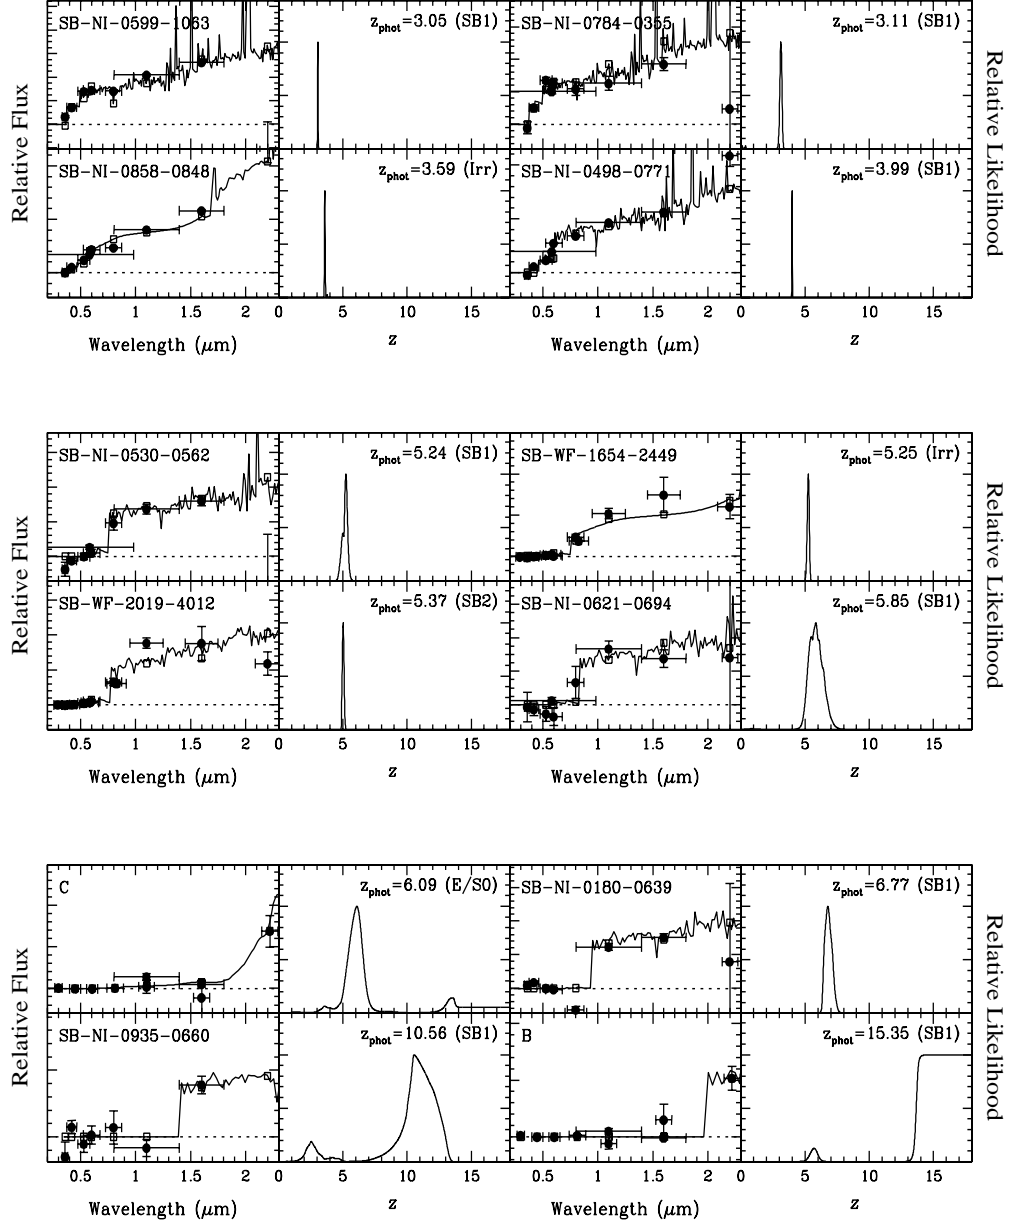 SB-NI-0599-1063
z_phot=3.05 (SB1)
SB-NI-0784-0355
z_phot=3.11 (SB1)
SB-NI-0858-0848
z_phot=3.59 (Irr)
SB-NI-0498-0771
z_phot=3.99 (SB1)
Relative Flux
Relative Likelihood
0.5 1 1.5 2 0 5 10 15 0.5 1 1.5 2 0 5 10 15
Wavelength (μm)
z
Wavelength (μm)
z
SB-NI-0530-0562
z_phot=5.24 (SB1)
SB-WF-1654-2449
z_phot=5.25 (Irr)
SB-WF-2019-4012
z_phot=5.37 (SB2)
SB-NI-0621-0694
z_phot=5.85 (SB1)
Relative Flux
Relative Likelihood
0.5 1 1.5 2 0 5 10 15 0.5 1 1.5 2 0 5 10 15
Wavelength (μm)
z
Wavelength (μm)
z
C
z_phot=6.09 (E/S0)
SB-NI-0180-0639
z_phot=6.77 (SB1)
SB-NI-0935-0660
z_phot=10.56 (SB1)
B
z_phot=15.35 (SB1)
Relative Flux
Relative Likelihood
0.5 1 1.5 2 0 5 10 15 0.5 1 1.5 2 0 5 10 15
Wavelength (μm)
z
Wavelength (μm)
z